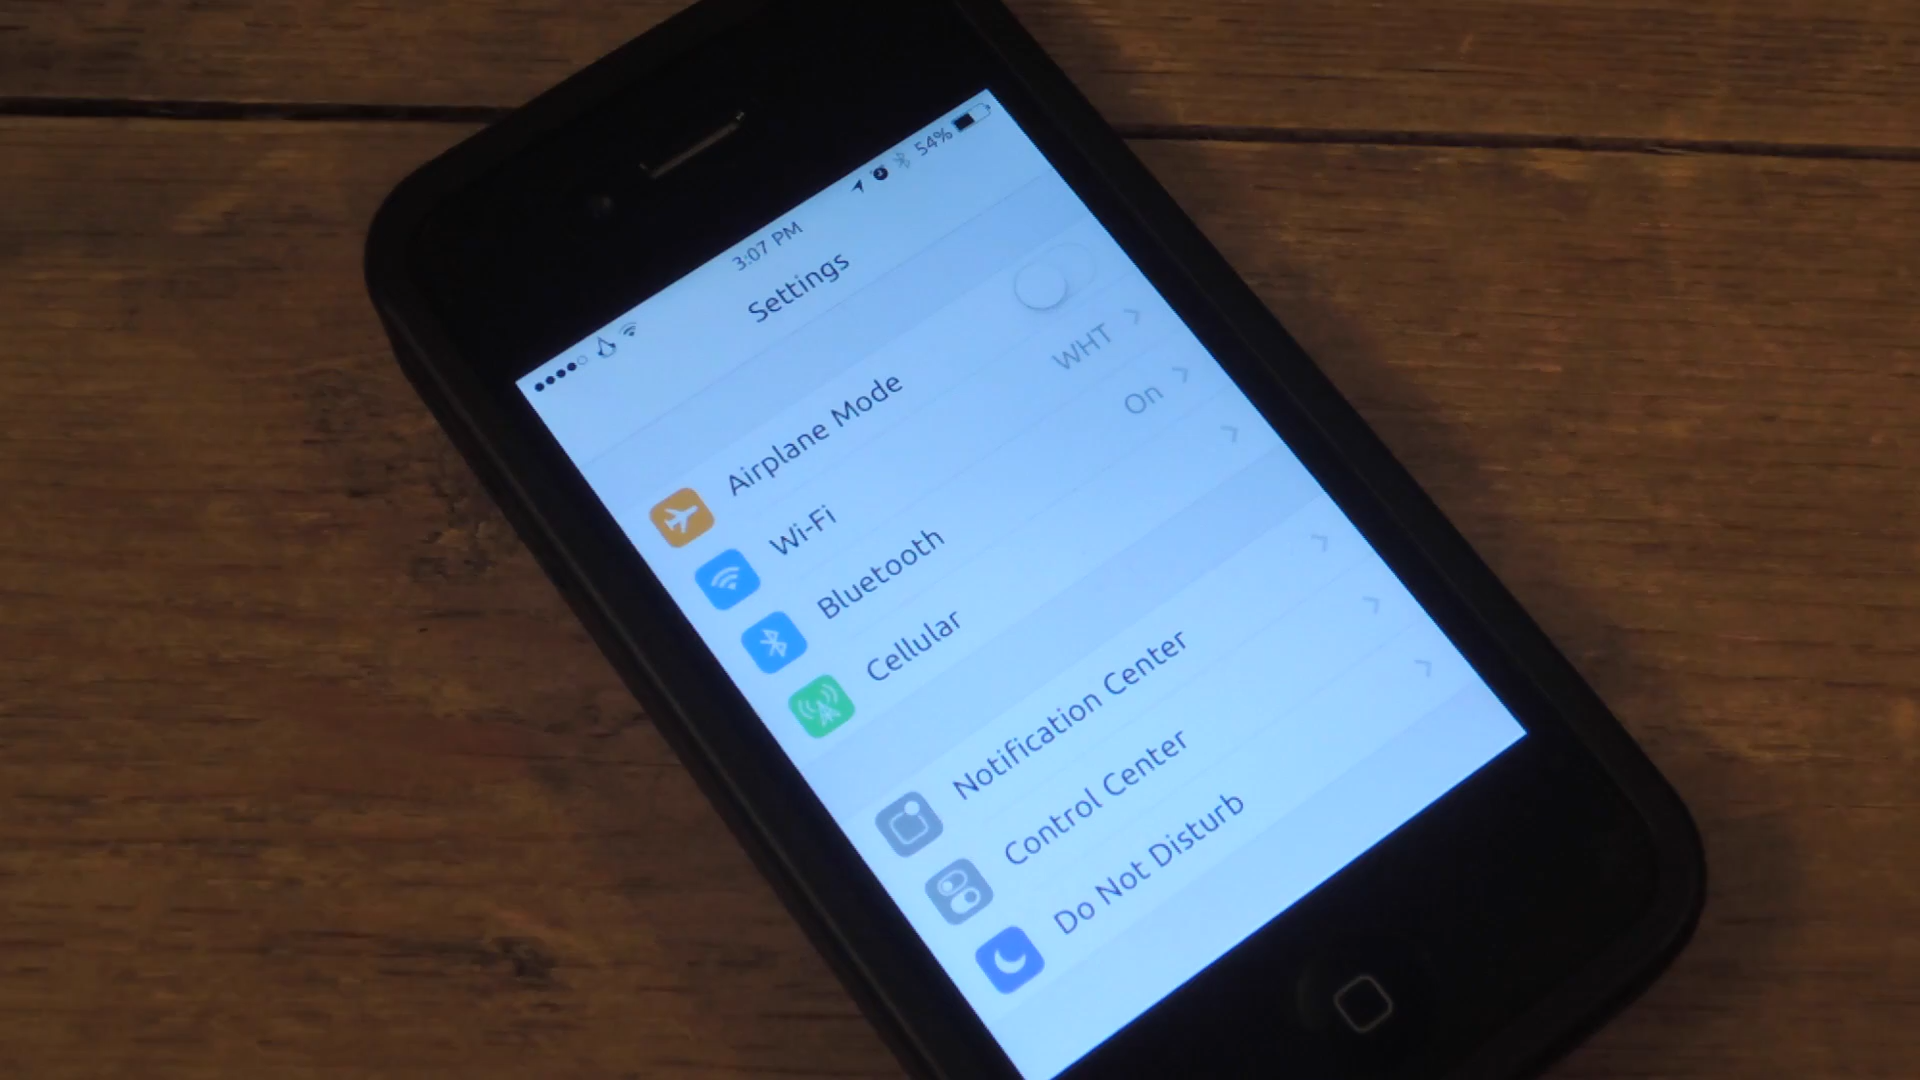 3:07 PM
54%
Settings
Airplane Mode
Wi-Fi WHT
Bluetooth On
Cellular
Notification Center
Control Center
Do Not Disturb